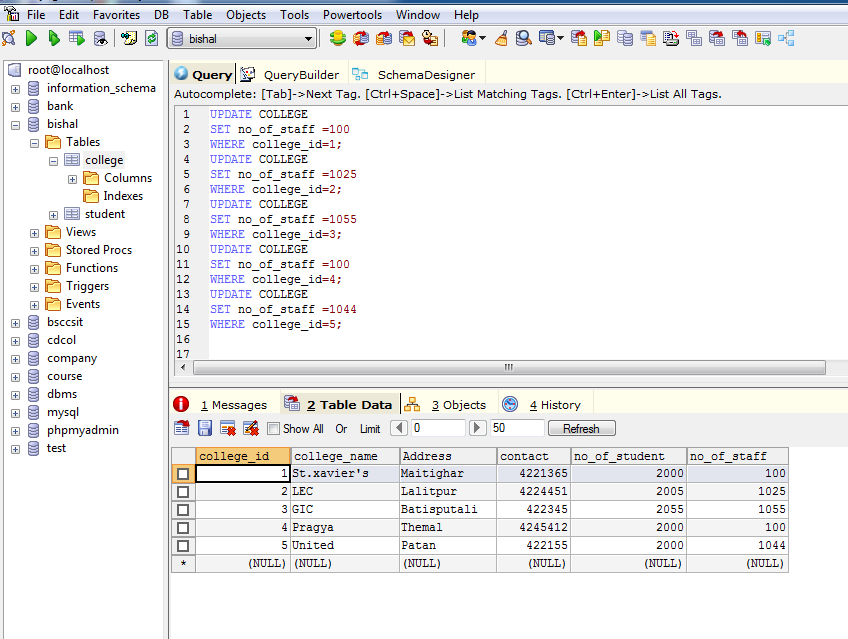 File Edit Favorites DB Table Objects Tools Powertools Window Help
bishal
root@localhost
information_schema
bank
bishal
Tables
college
Columns
Indexes
student
Views
Stored Procs
Functions
Triggers
Events
bsccsit
cdcol
company
course
dbms
mysql
phpmyadmin
test
Query QueryBuilder SchemaDesigner
Autocomplete: [Tab]->Next Tag. [Ctrl+Space]->List Matching Tags. [Ctrl+Enter]->List All Tags.
1 UPDATE COLLEGE
2 SET no_of_staff =100
3 WHERE college_id=1;
4 UPDATE COLLEGE
5 SET no_of_staff =1025
6 WHERE college_id=2;
7 UPDATE COLLEGE
8 SET no_of_staff =1055
9 WHERE college_id=3;
10 UPDATE COLLEGE
11 SET no_of_staff =100
12 WHERE college_id=4;
13 UPDATE COLLEGE
14 SET no_of_staff =1044
15 WHERE college_id=5;
16
17
1 Messages 2 Table Data 3 Objects 4 History
Show All Or Limit 0 50 Refresh
college_id college_name Address contact no_of_student no_of_staff
1 St.xavier's Maitighar 4221365 2000 100
2 LEC Lalitpur 4224451 2005 1025
3 GIC Batisputali 422345 2055 1055
4 Pragya Themal 4245412 2000 100
5 United Patan 422155 2000 1044
* (NULL) (NULL) (NULL) (NULL) (NULL) (NULL)